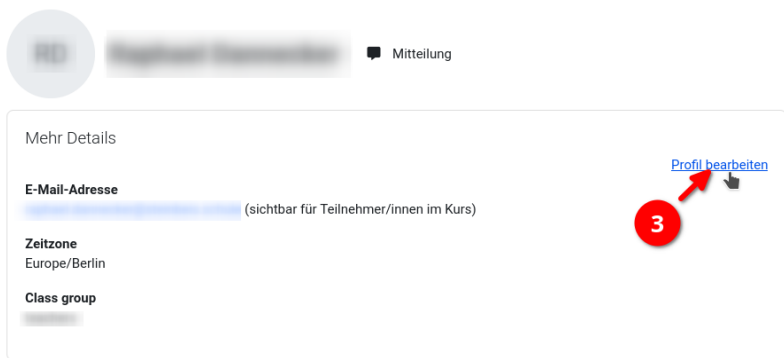 Mitteilung
Mehr Details
Profil bearbeiten
E-Mail-Adresse
(sichtbar für Teilnehmer/innen im Kurs)
3
Zeitzone
Europe/Berlin
Class group